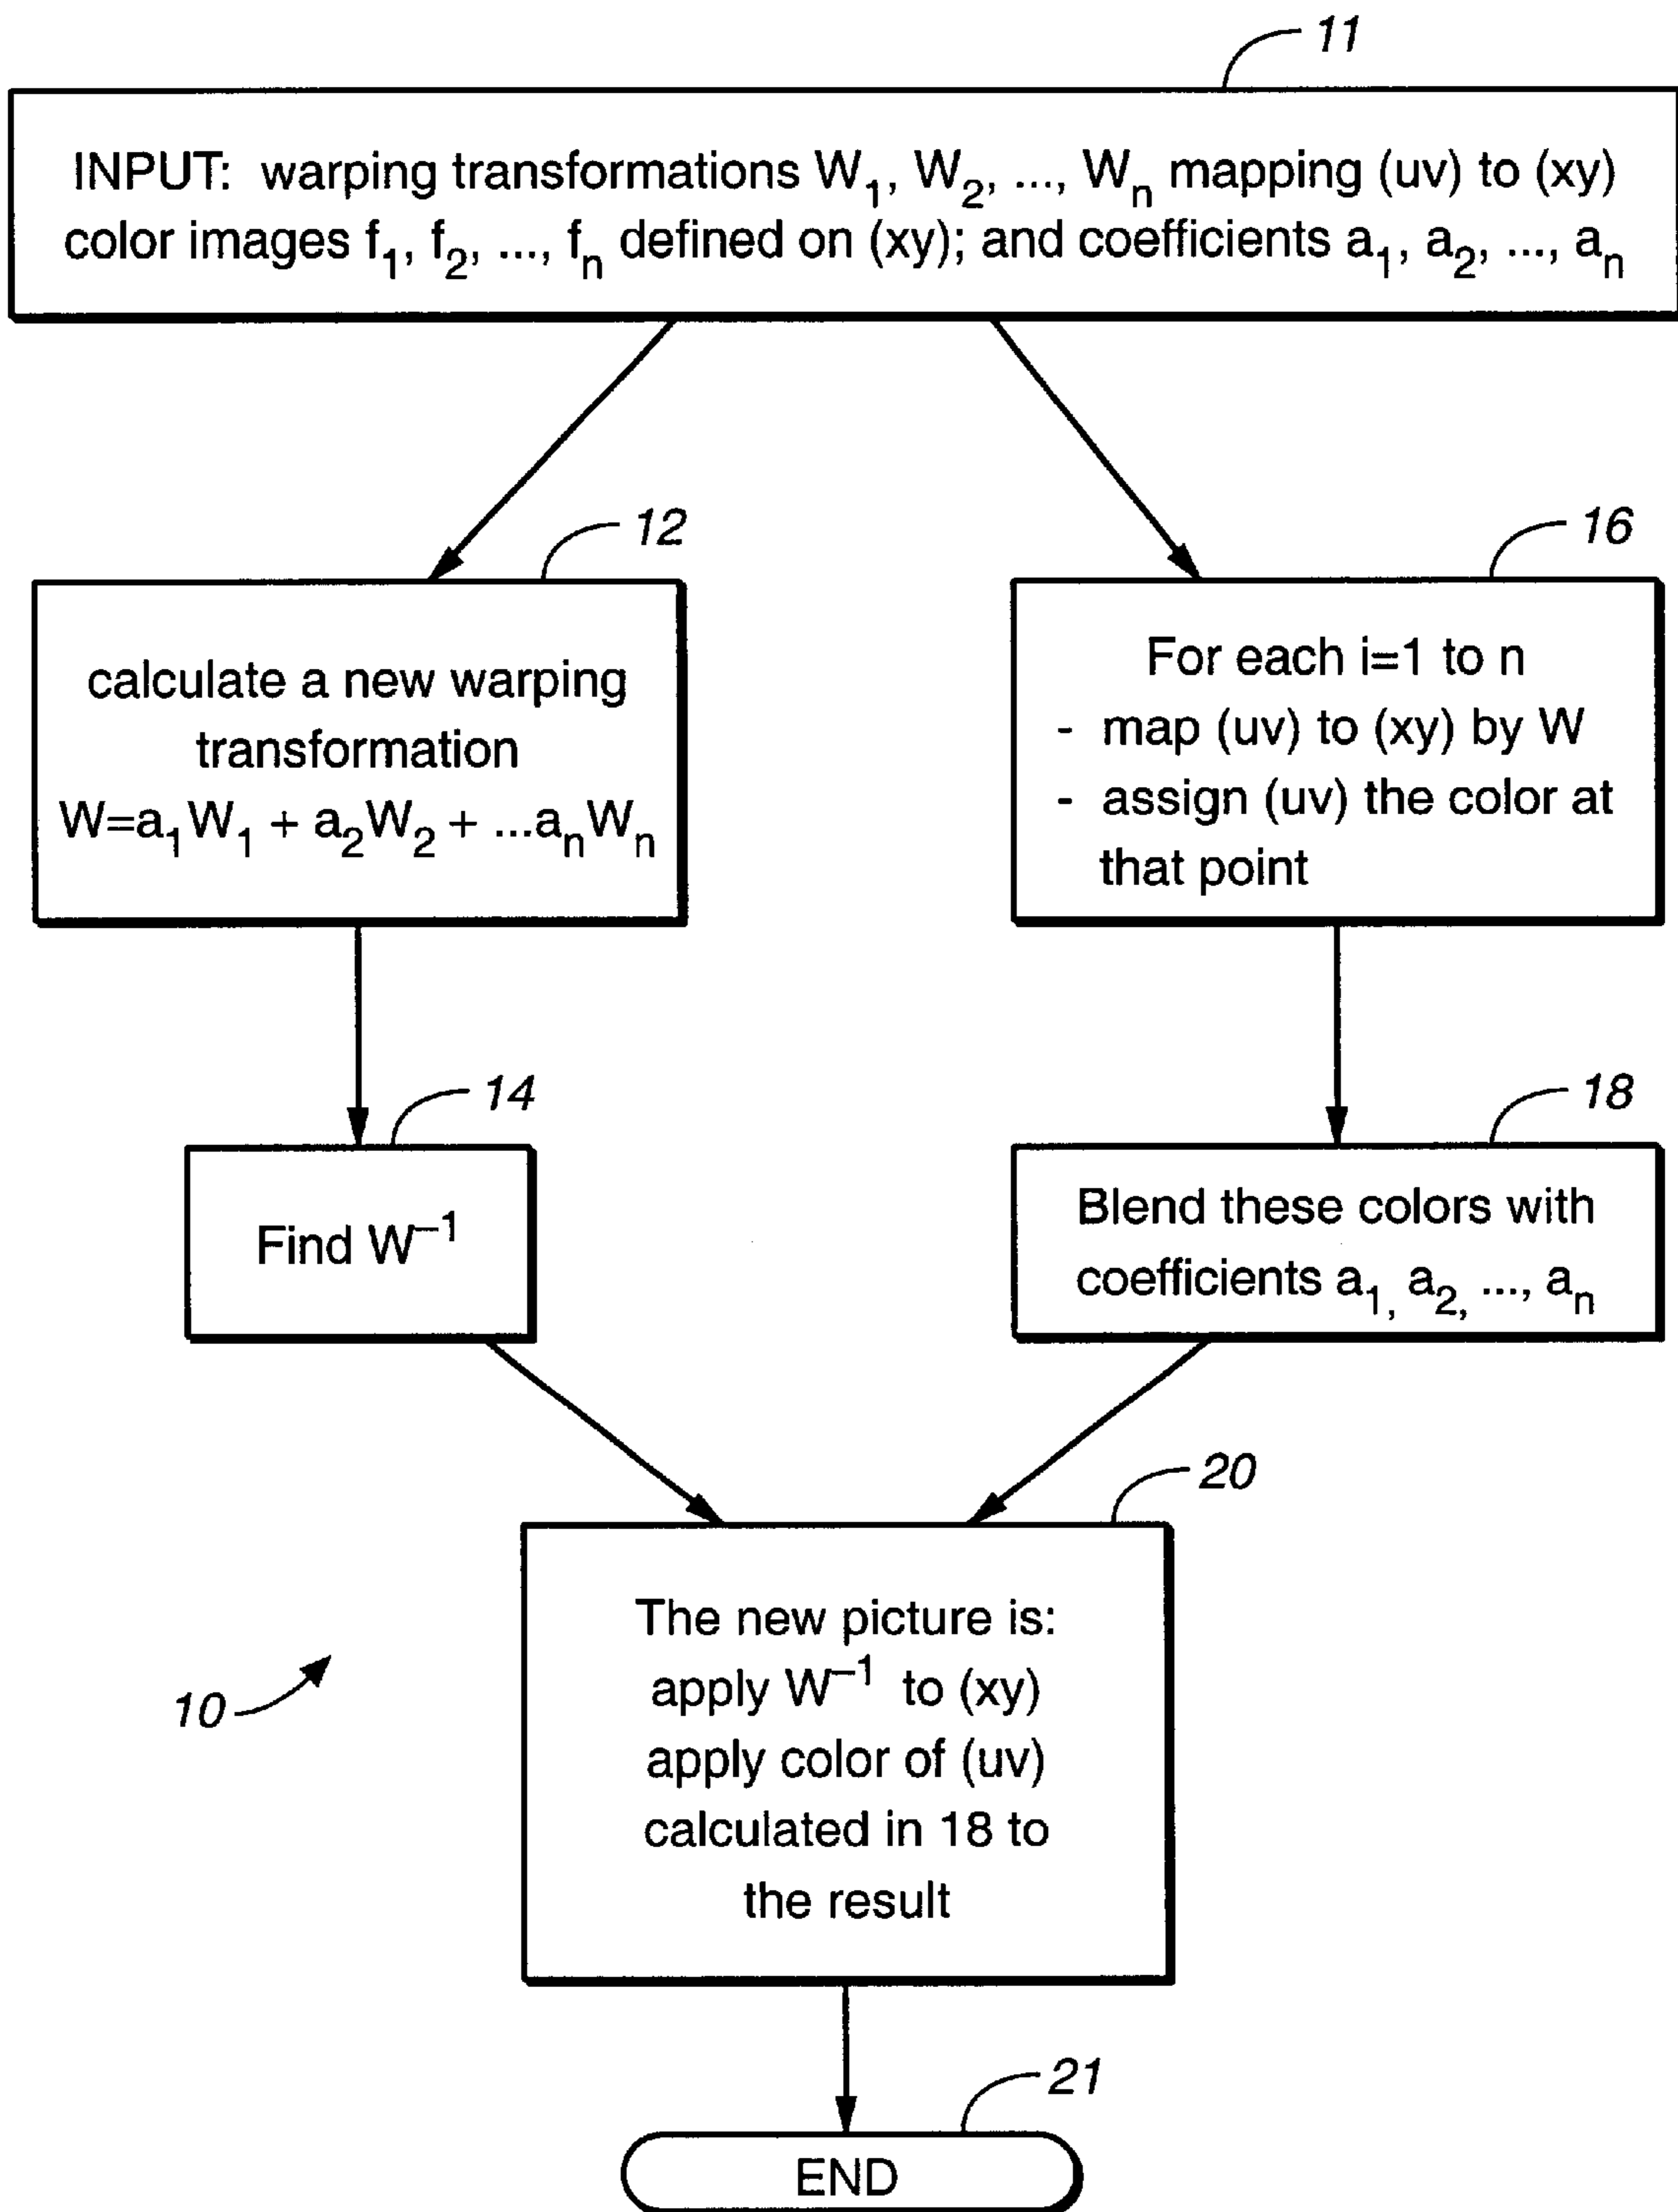 11
INPUT: warping transformations W₁, W₂, ..., Wₙ mapping (uv) to (xy)
color images f₁, f₂, ..., fₙ defined on (xy); and coefficients a₁, a₂, ..., aₙ
12
calculate a new warping
transformation
W=a₁W₁ + a₂W₂ + ...aₙWₙ
16
For each i=1 to n
- map (uv) to (xy) by W
- assign (uv) the color at
that point
14
Find W⁻¹
18
Blend these colors with
coefficients a₁, a₂, ..., aₙ
20
The new picture is:
apply W⁻¹ to (xy)
apply color of (uv)
calculated in 18 to
the result
10
21
END